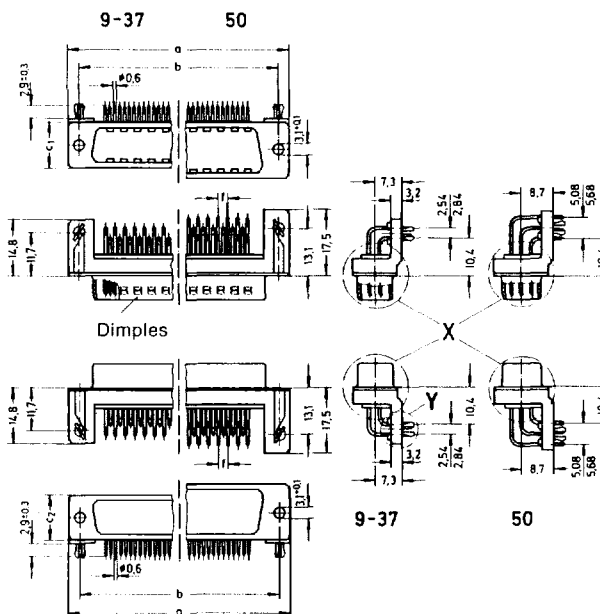 9-37 50
a
b
ø0,6
2,9±0,3
c1
3,1+0,1
7,3
3,2
2,54
2,84
8,7
5,08
5,68
14,8
11,7
f
13,1
17,5
10,4
Dimples
X
14,8
11,7
f
13,1
17,5
Y
10,4
2,54
2,84
3,2
7,3
8,7
5,08
5,68
9-37 50
2,9±0,3
c2
3,1+0,1
ø0,6
b